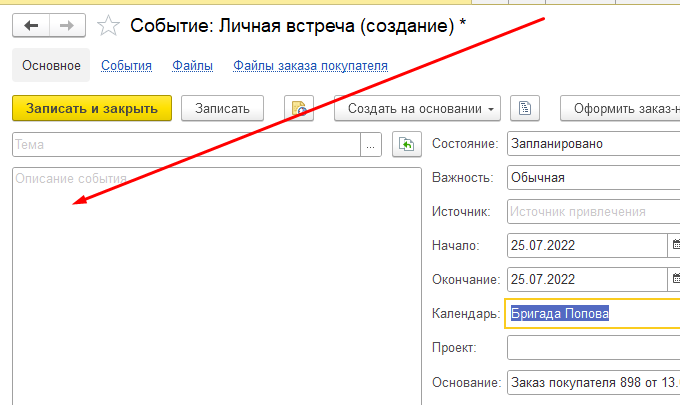 Событие: Личная встреча (создание) *
Основное События Файлы Файлы заказа покупателя
Записать и закрыть Записать Создать на основании Оформить заказ-н
Тема ... Состояние: Запланировано
Описание события Важность: Обычная
Источник: Источник привлечения
Начало: 25.07.2022
Окончание: 25.07.2022
Календарь: Бригада Попова
Проект:
Основание: Заказ покупателя 898 от 13.